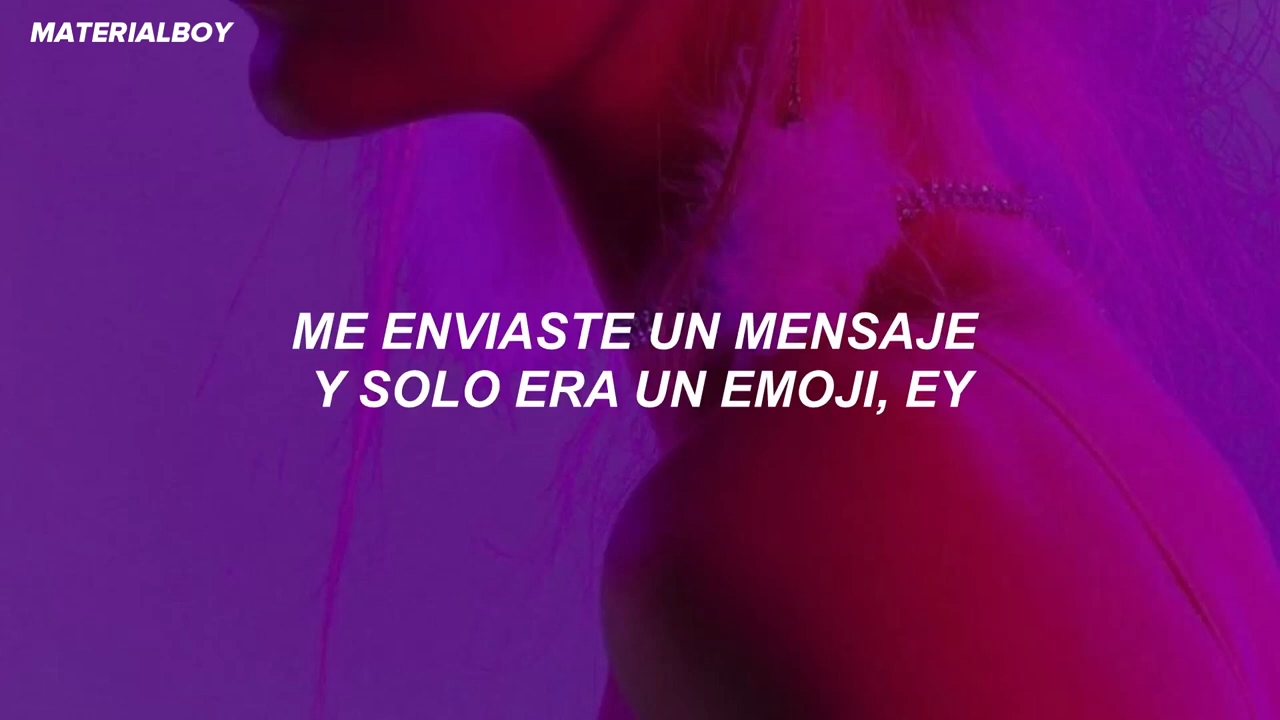 MATERIALBOY
ME ENVIASTE UN MENSAJE
Y SOLO ERA UN EMOJI, EY